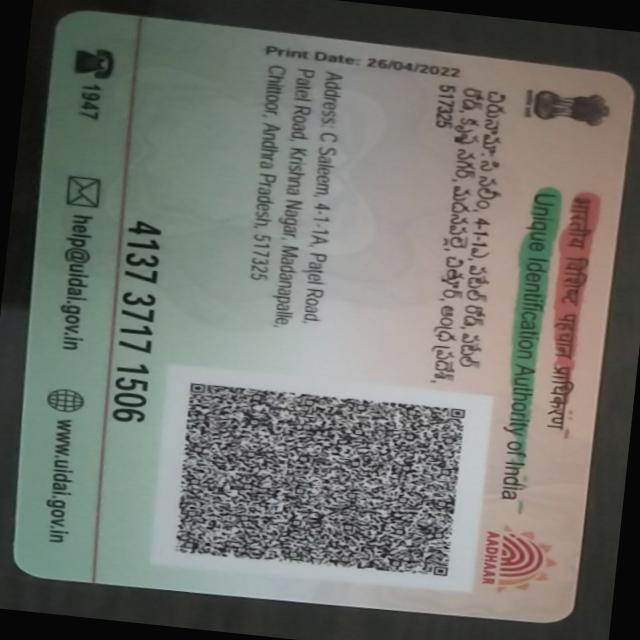 भारतीय विशिष्ट पहचान प्राधिकरण
Unique Identification Authority of India
AADHAAR
Print Date: 26/04/2022
చిరునామా: సి సలీం, 4-1-1ఎ, పటేల్ రోడ్, పటేల్
రోడ్, కృష్ణ నగర్, మదనపల్లె, చిత్తూర్, ఆంధ్ర ప్రదేశ్,
517325
Address: C Saleem, 4-1-1A, Patel Road,
Patel Road, Krishna Nagar, Madanapalle,
Chittoor, Andhra Pradesh, 517325
4137 3717 1506
1947
help@uidai.gov.in
www.uidai.gov.in